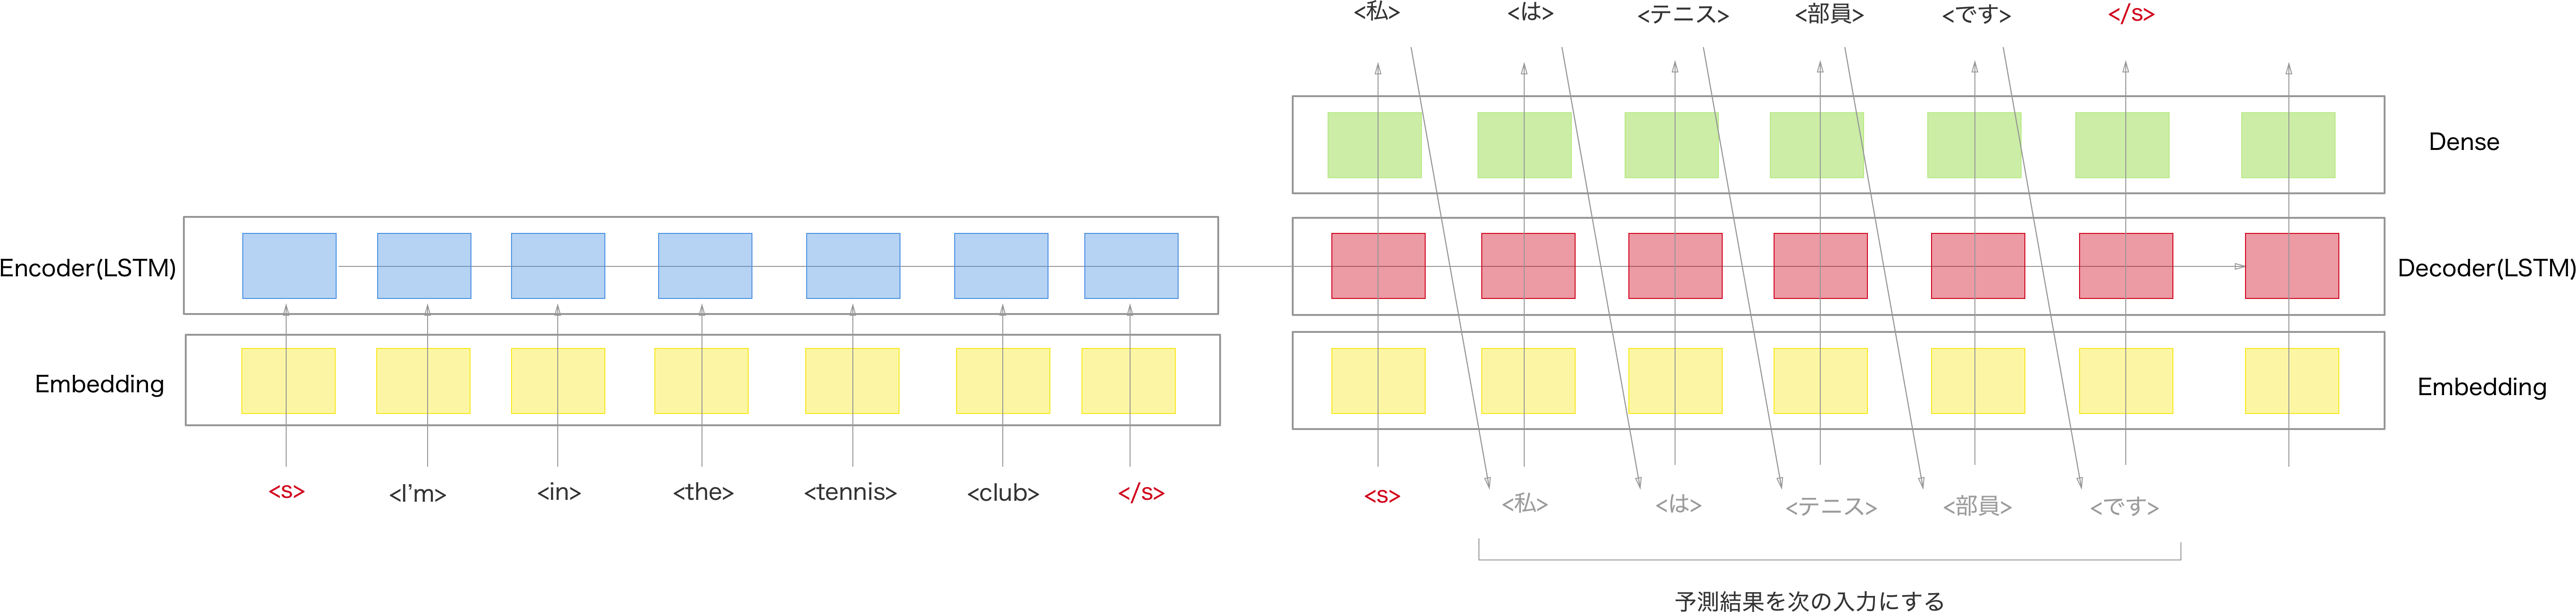 <私> <は> <テニス> <部員> <です> </s>
Dense
Encoder(LSTM)
Decoder(LSTM)
Embedding
Embedding
<s> <I’m> <in> <the> <tennis> <club> </s>
<s> <私> <は> <テニス> <部員> <です>
予測結果を次の入力にする